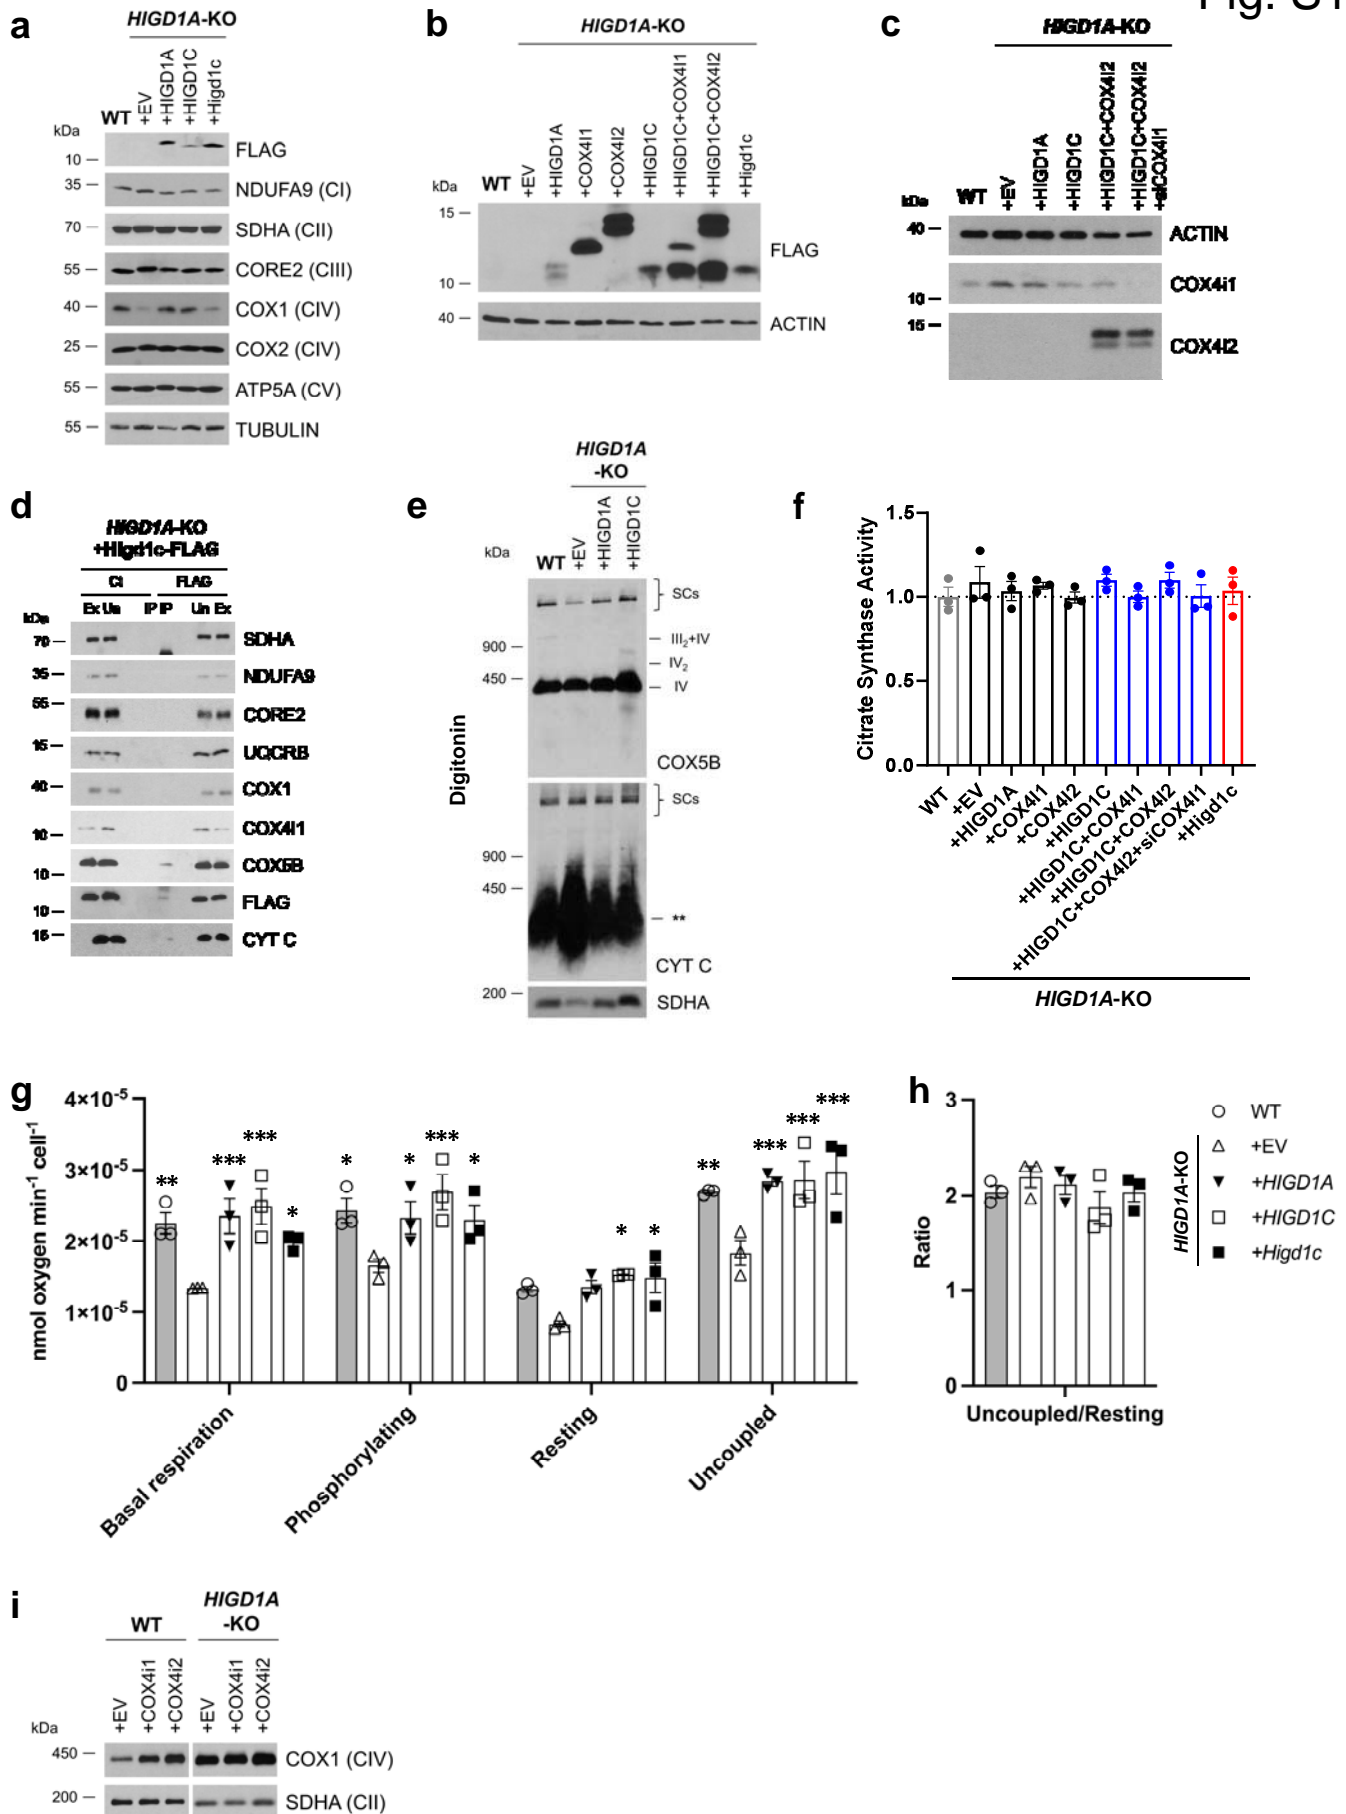 Fig. S1
a
HIGD1A-KO
WT
+EV
+HIGD1A
+HIGD1C
+Higd1c
kDa
10
FLAG
35
NDUFA9 (CI)
70
SDHA (CII)
55
CORE2 (CIII)
40
COX1 (CIV)
25
COX2 (CIV)
55
ATP5A (CV)
55
TUBULIN
b
HIGD1A-KO
kDa
WT
+EV
+HIGD1A
+COX4I1
+COX4I2
+HIGD1C
+HIGD1C+COX4I1
+HIGD1C+COX4I2
+Higd1c
15
FLAG
10
40
ACTIN
c
HIGD1A-KO
kDa
WT
+EV
+HIGD1A
+HIGD1C
+HIGD1C+COX4I2
+HIGD1C+COX4I2
+siCOX4I1
40
ACTIN
COX4i1
10
15
COX4I2
d
HIGD1A-KO
+Higd1c-FLAG
Ct FLAG
kDa
Ex Un IP IP Un Ex
70
SDHA
35
NDUFA9
55
CORE2
15
UQCRB
40
COX1
10
COX4I1
10
COX5B
10
FLAG
15
CYT C
e
HIGD1A
-KO
kDa
WT
+EV
+HIGD1A
+HIGD1C
Digitonin
SCs
900
III2+IV
IV2
450
IV
COX5B
SCs
900
450
**
CYT C
200
SDHA
f
Citrate Synthase Activity
1.5
1.0
0.5
0.0
WT
+EV
+HIGD1A
+COX4I1
+COX4I2
+HIGD1C
+HIGD1C+COX4I1
+HIGD1C+COX4I2
+HIGD1C+COX4I2+siCOX4I1
+Higd1c
HIGD1A-KO
g
nmol oxygen min-1 cell-1
4×10-5
3×10-5
2×10-5
1×10-5
0
** *** *** *
* * *** *
* *
** *** *** ***
Basal respiration
Phosphorylating
Resting
Uncoupled
h
Ratio
3
2
1
0
Uncoupled/Resting
WT
HIGD1A-KO
+EV
+HIGD1A
+HIGD1C
+Higd1c
i
WT
HIGD1A
-KO
kDa
+EV
+COX4i1
+COX4i2
+EV
+COX4i1
+COX4i2
450
COX1 (CIV)
200
SDHA (CII)